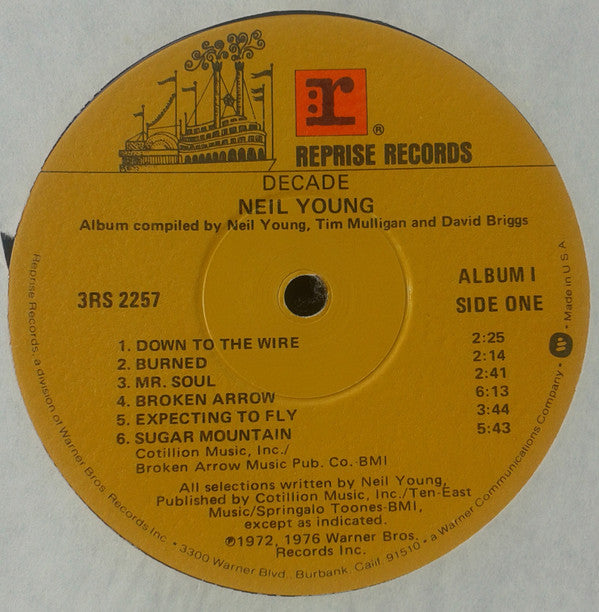 r
®
REPRISE RECORDS
DECADE
NEIL YOUNG
Album compiled by Neil Young, Tim Mulligan and David Briggs
3RS 2257
ALBUM I
SIDE ONE
1. DOWN TO THE WIRE 2:25
2. BURNED 2:14
3. MR. SOUL 2:41
4. BROKEN ARROW 6:13
5. EXPECTING TO FLY 3:44
6. SUGAR MOUNTAIN 5:43
Cotillion Music, Inc./
Broken Arrow Music Pub. Co.-BMI
All selections written by Neil Young,
Published by Cotillion Music, Inc./Ten-East
Music/Springalo Toones-BMI,
except as indicated.
℗1972, 1976 Warner Bros.
Records Inc.
Reprise Records, a division of Warner Bros. Records Inc. • 3300 Warner Blvd., Burbank, Calif. 91510 • a Warner Communications Company • Made in U.S.A.